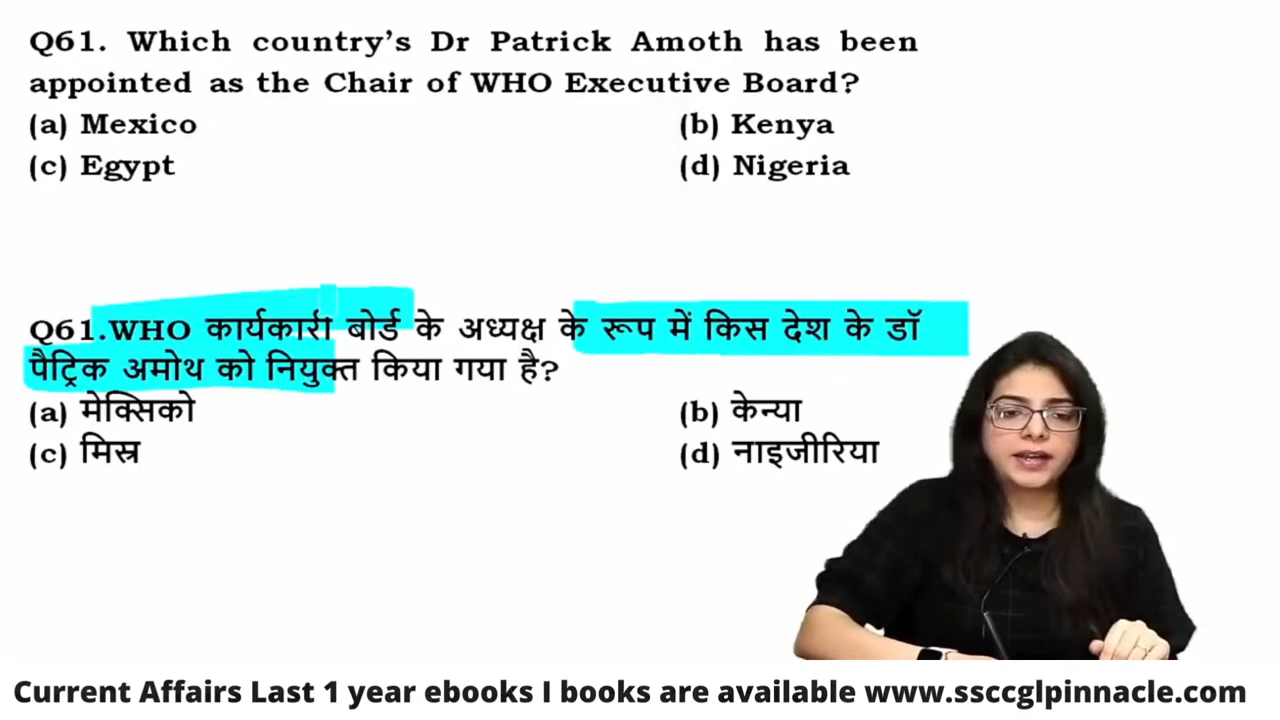 Q61. Which country’s Dr Patrick Amoth has been
appointed as the Chair of WHO Executive Board?
(a) Mexico (b) Kenya
(c) Egypt (d) Nigeria
Q61.WHO कार्यकारी बोर्ड के अध्यक्ष के रूप में किस देश के डॉ
पैट्रिक अमोथ को नियुक्त किया गया है?
(a) मेक्सिको (b) केन्या
(c) मिस्र (d) नाइजीरिया
Current Affairs Last 1 year ebooks I books are available www.ssccglpinnacle.com